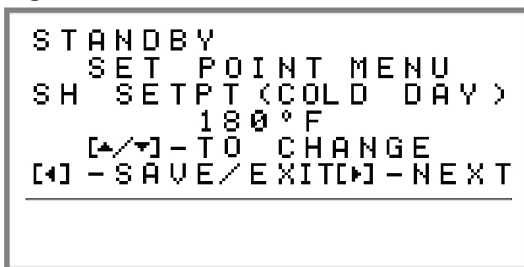 STANDBY
SET POINT MENU
SH SETPT(COLD DAY)
180°F
[▲/▼]-TO CHANGE
[◀] -SAVE/EXIT[▶]-NEXT